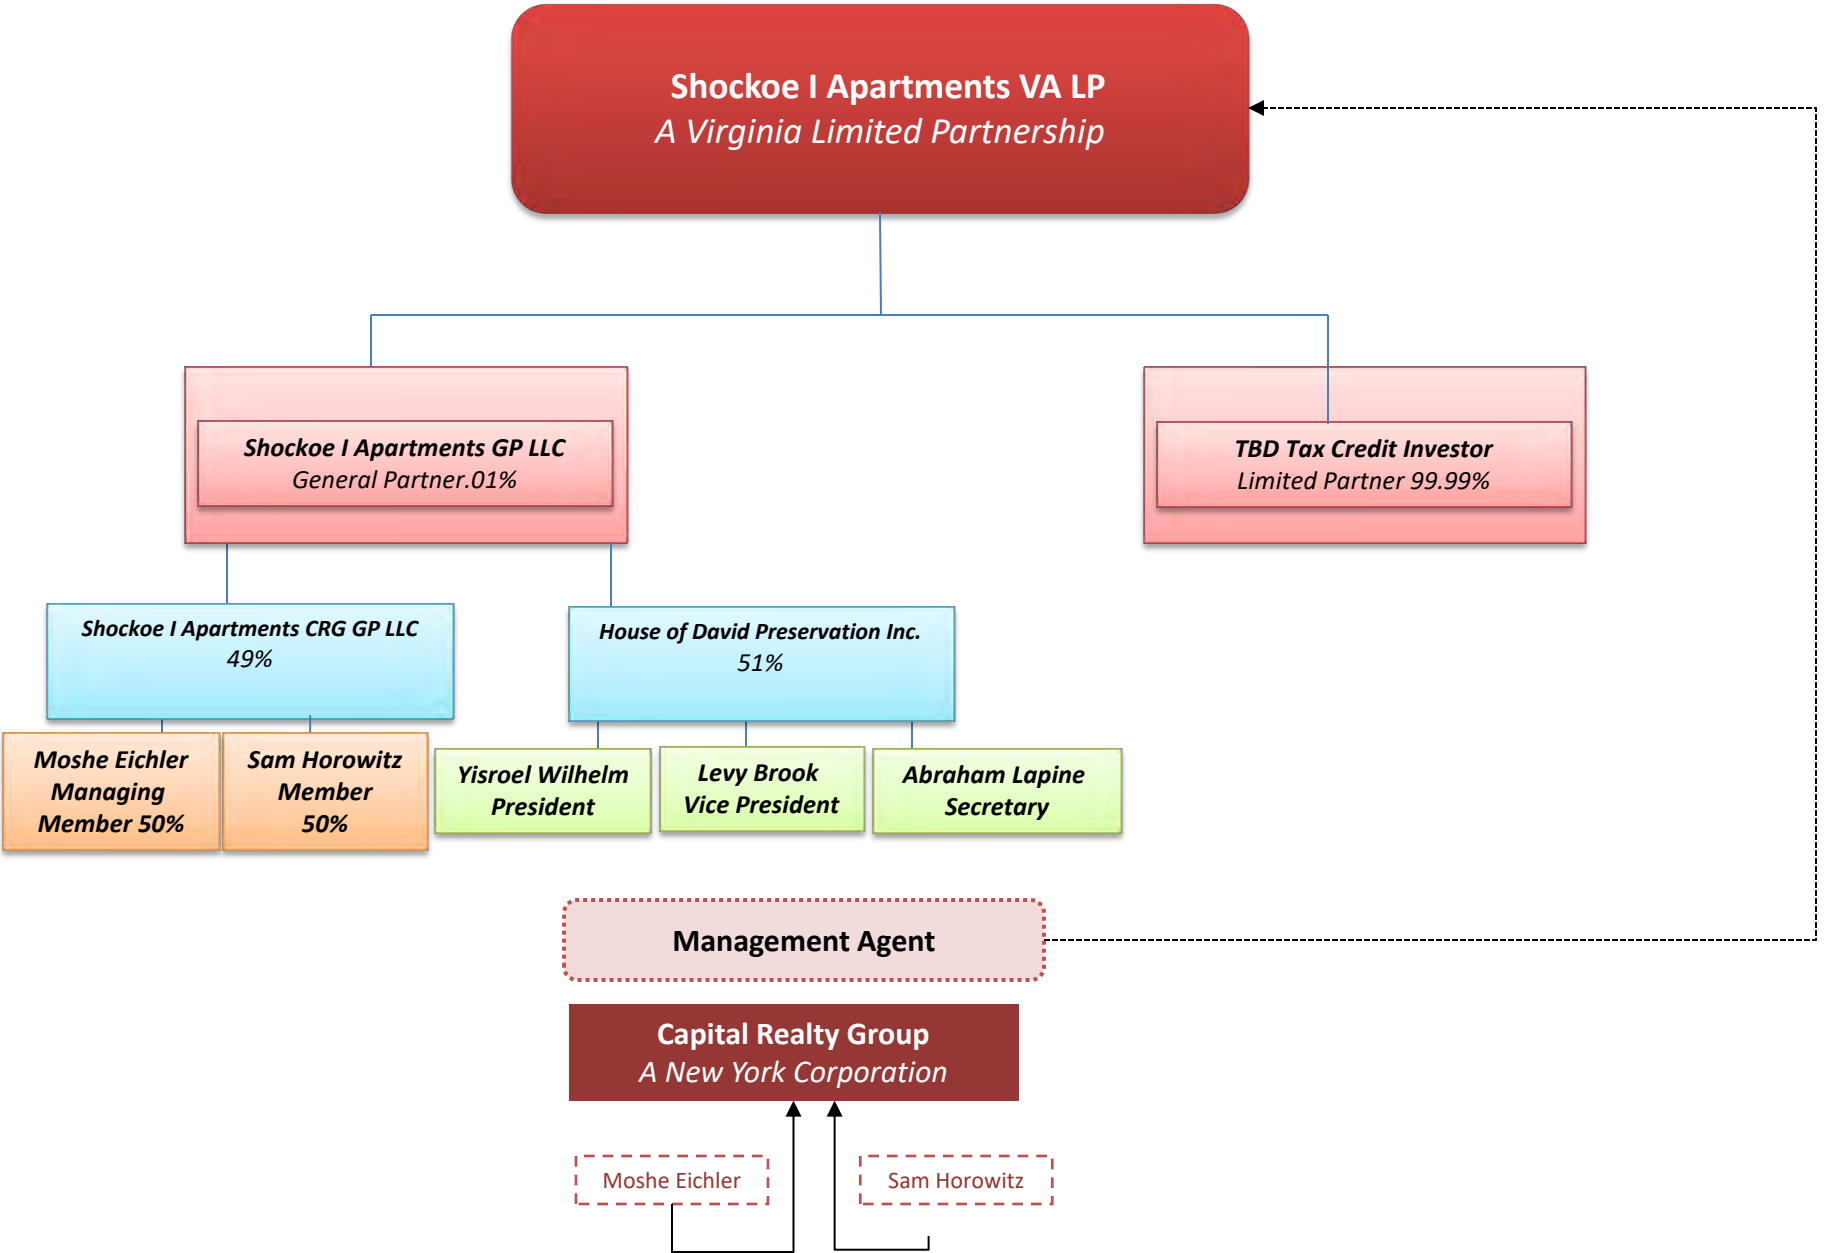 Shockoe I Apartments VA LP
A Virginia Limited Partnership
Shockoe I Apartments GP LLC
General Partner.01%
TBD Tax Credit Investor
Limited Partner 99.99%
Shockoe I Apartments CRG GP LLC
49%
House of David Preservation Inc.
51%
Moshe Eichler
Managing
Member 50%
Sam Horowitz
Member
50%
Yisroel Wilhelm
President
Levy Brook
Vice President
Abraham Lapine
Secretary
Management Agent
Capital Realty Group
A New York Corporation
Moshe Eichler
Sam Horowitz